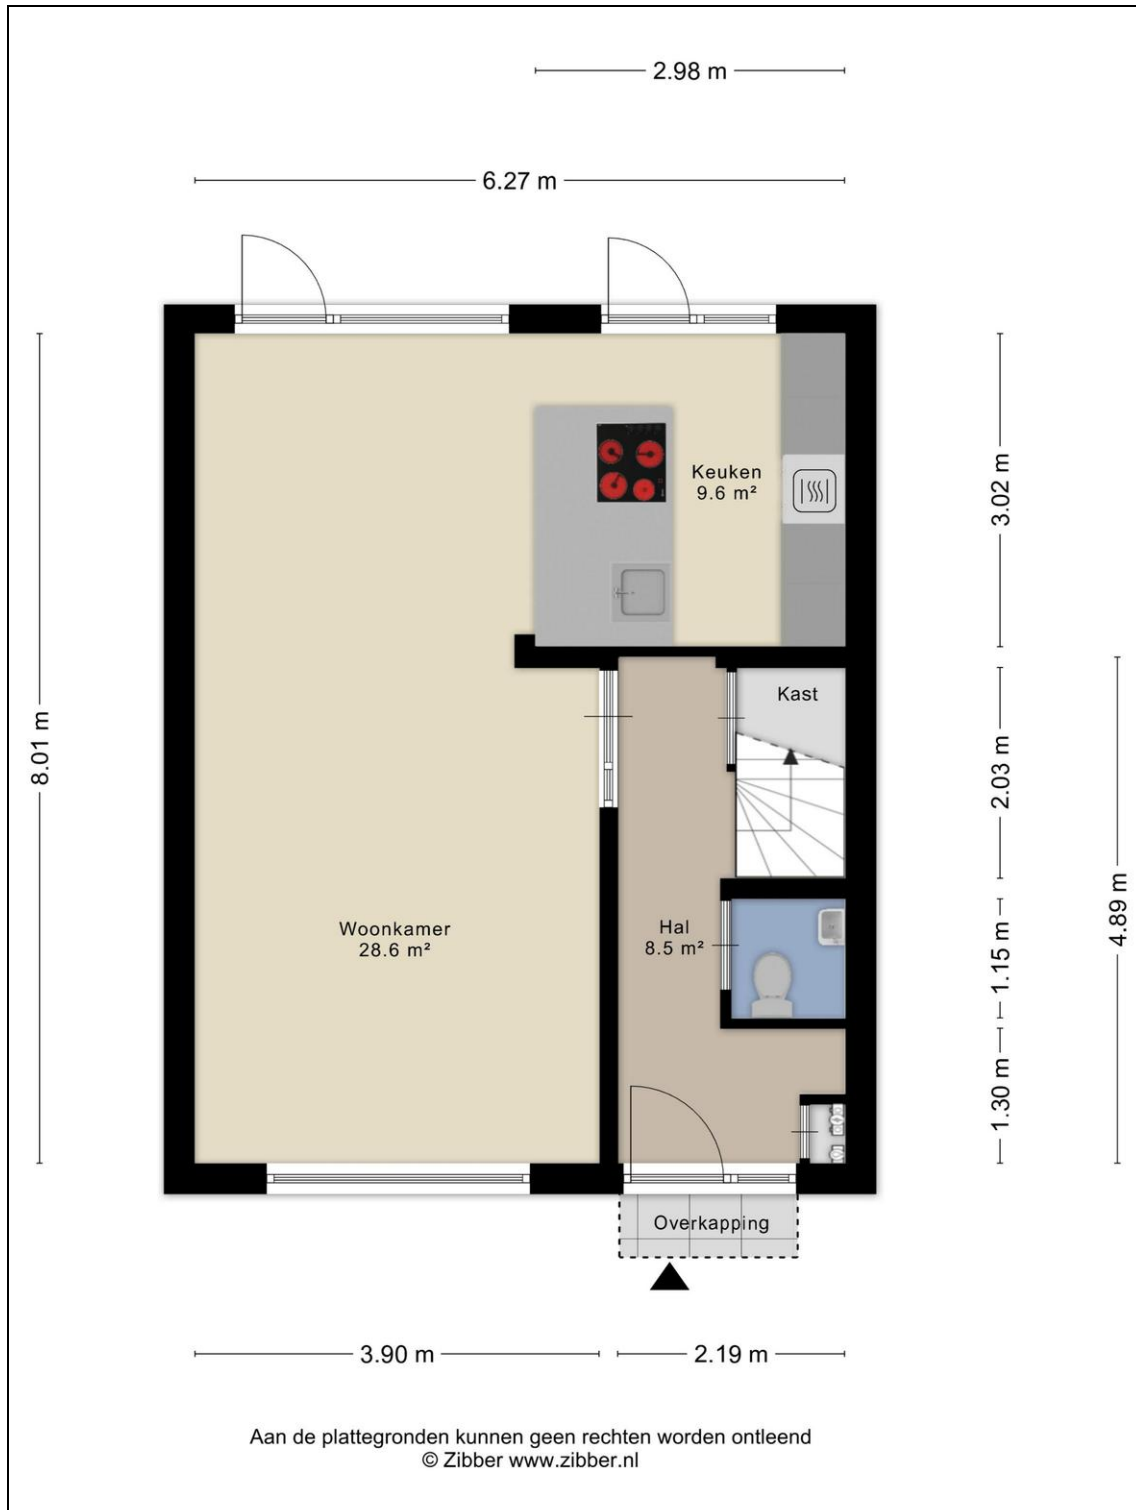 2.98 m
6.27 m
Keuken
9.6 m²
3.02 m
Kast
8.01 m
2.03 m
4.89 m
Woonkamer
28.6 m²
Hal
8.5 m²
1.15 m
1.30 m
Overkapping
3.90 m
2.19 m
Aan de plattegronden kunnen geen rechten worden ontleend
© Zibber www.zibber.nl